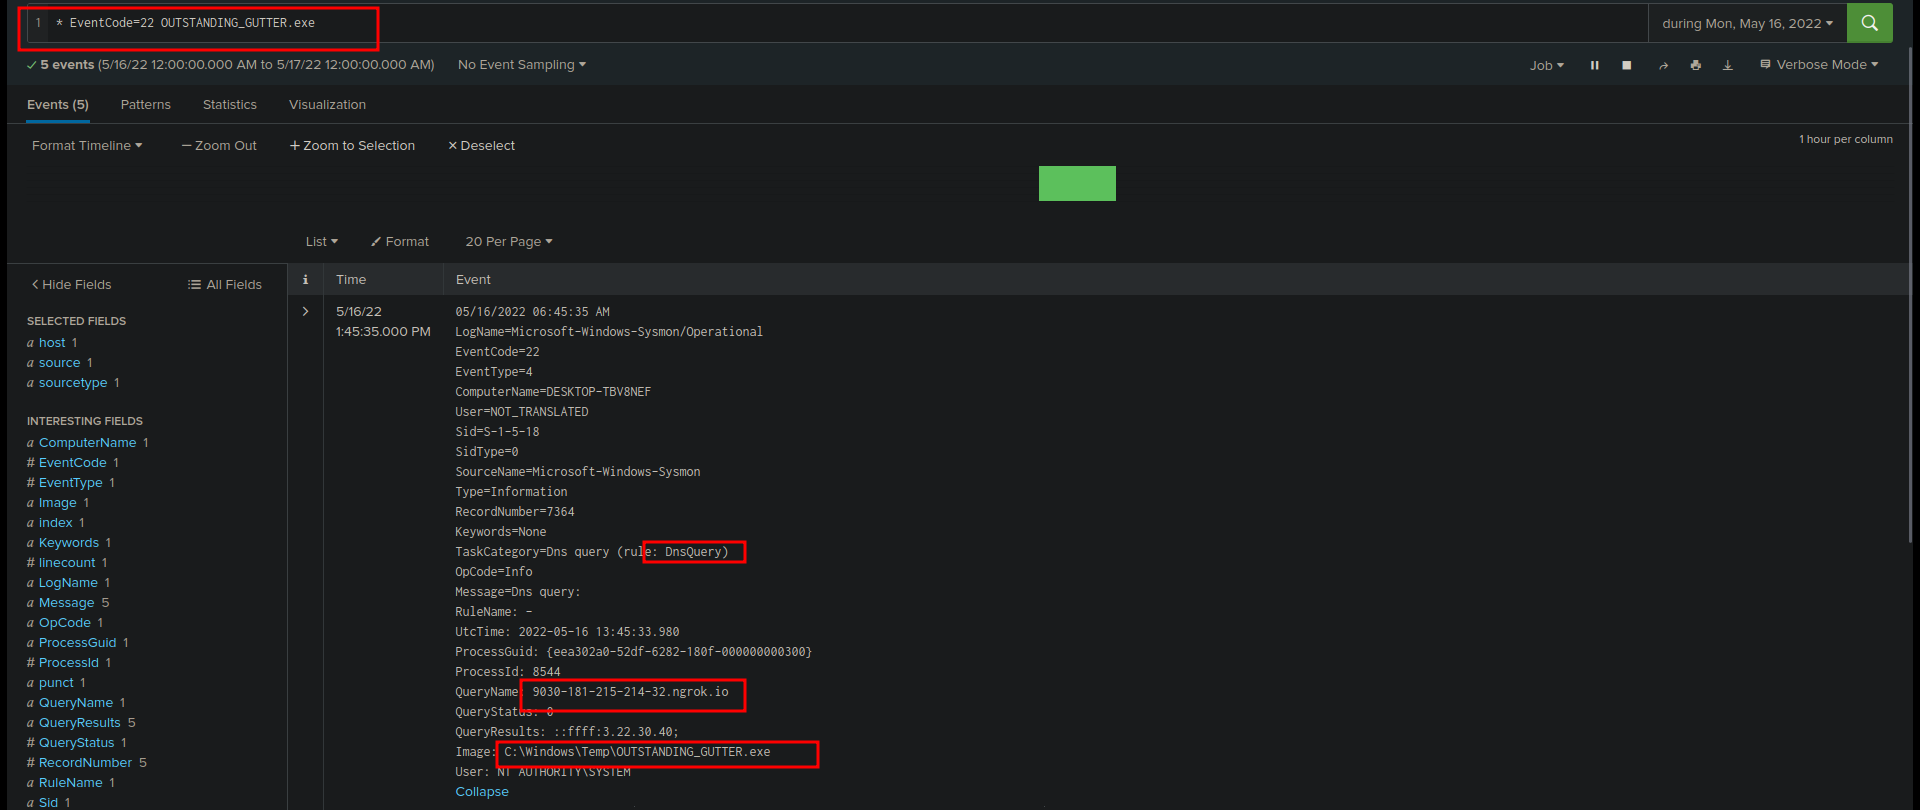 1 * EventCode=22 OUTSTANDING_GUTTER.exe
during Mon, May 16, 2022
5 events (5/16/22 12:00:00.000 AM to 5/17/22 12:00:00.000 AM) No Event Sampling
Job Verbose Mode
Events (5) Patterns Statistics Visualization
Format Timeline — Zoom Out + Zoom to Selection × Deselect
1 hour per column
List Format 20 Per Page
Hide Fields All Fields
i Time Event
SELECTED FIELDS
a host 1
a source 1
a sourcetype 1
INTERESTING FIELDS
a ComputerName 1
# EventCode 1
# EventType 1
a Image 1
a index 1
a Keywords 1
# linecount 1
a LogName 1
a Message 5
a OpCode 1
a ProcessGuid 1
# ProcessId 1
a punct 1
a QueryName 1
a QueryResults 5
# QueryStatus 1
# RecordNumber 5
a RuleName 1
a Sid 1
5/16/22
1:45:35.000 PM
05/16/2022 06:45:35 AM
LogName=Microsoft-Windows-Sysmon/Operational
EventCode=22
EventType=4
ComputerName=DESKTOP-TBV8NEF
User=NOT_TRANSLATED
Sid=S-1-5-18
SidType=0
SourceName=Microsoft-Windows-Sysmon
Type=Information
RecordNumber=7364
Keywords=None
TaskCategory=Dns query (rule: DnsQuery)
OpCode=Info
Message=Dns query:
RuleName: -
UtcTime: 2022-05-16 13:45:33.980
ProcessGuid: {eea302a0-52df-6282-180f-000000000300}
ProcessId: 8544
QueryName: 9030-181-215-214-32.ngrok.io
QueryStatus: 0
QueryResults: ::ffff:3.22.30.40;
Image: C:\Windows\Temp\OUTSTANDING_GUTTER.exe
User: NT AUTHORITY\SYSTEM
Collapse